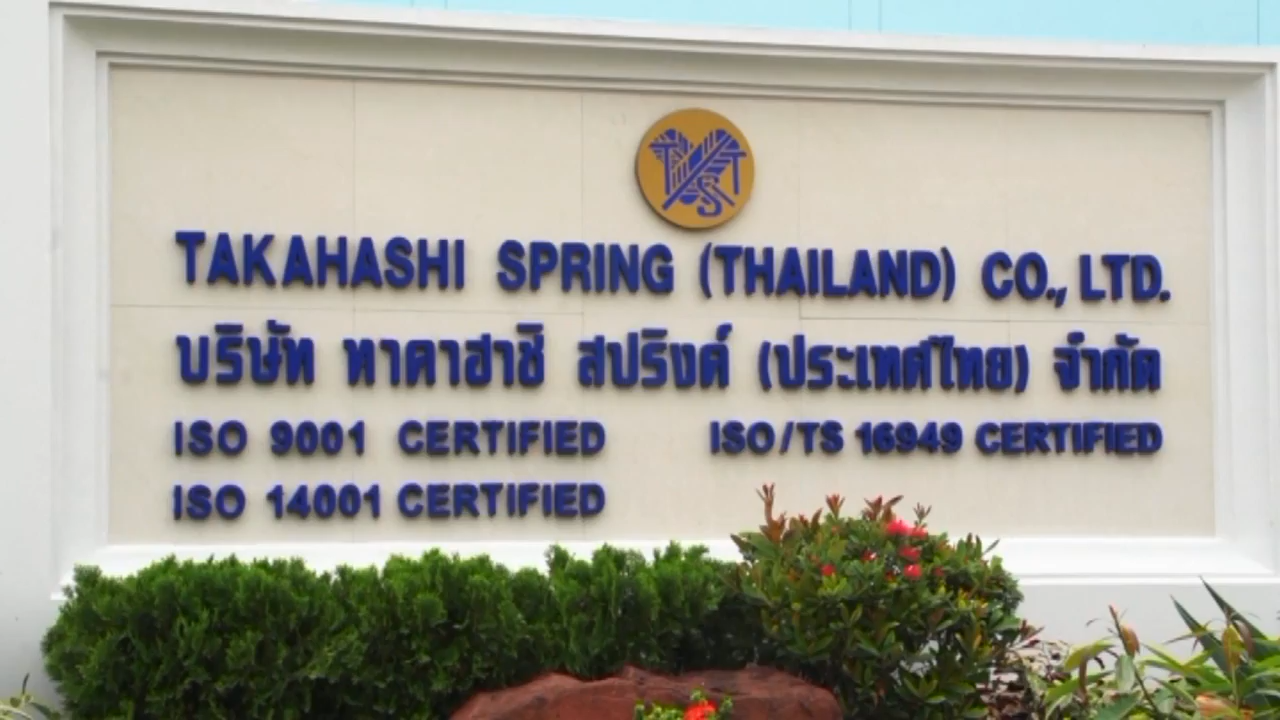 TST
TAKAHASHI SPRING (THAILAND) CO., LTD.
บริษัท ทาคาฮาชิ สปริงค์ (ประเทศไทย) จำกัด
ISO 9001 CERTIFIED ISO/TS 16949 CERTIFIED
ISO 14001 CERTIFIED